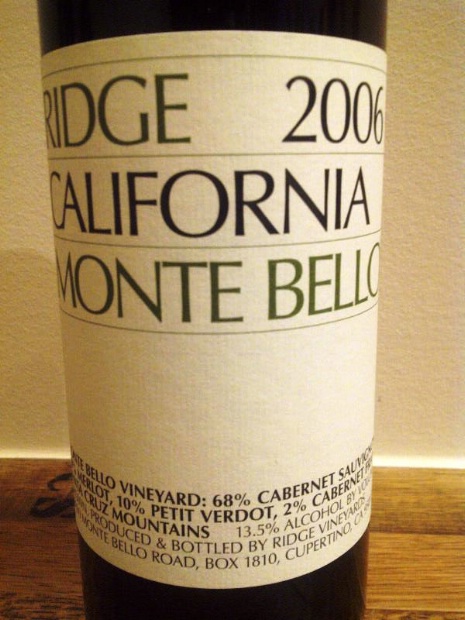 RIDGE 2006
CALIFORNIA
MONTE BELLO
BELLO VINEYARD: 68% CABERNET SAUVIGN
MERLOT, 10% PETIT VERDOT, 2% CABERNET
CRUZ MOUNTAINS 13.5% ALCOHOL BY
PRODUCED & BOTTLED BY RIDGE VINEYARDS
MONTE BELLO ROAD, BOX 1810, CUPERTINO, CA